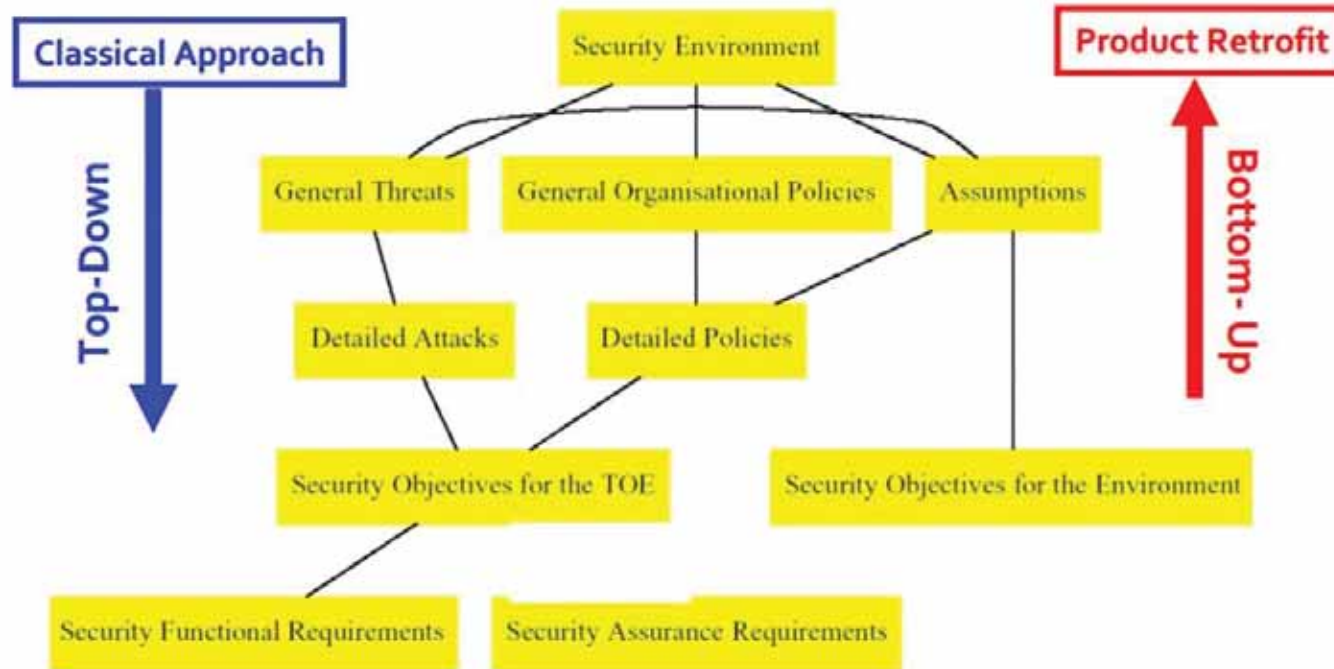 Classical Approach
Security Environment
Product Retrofit
Top-Down
General Threats
General Organisational Policies
Assumptions
Bottom- Up
Detailed Attacks
Detailed Policies
Security Objectives for the TOE
Security Objectives for the Environment
Security Functional Requirements
Security Assurance Requirements